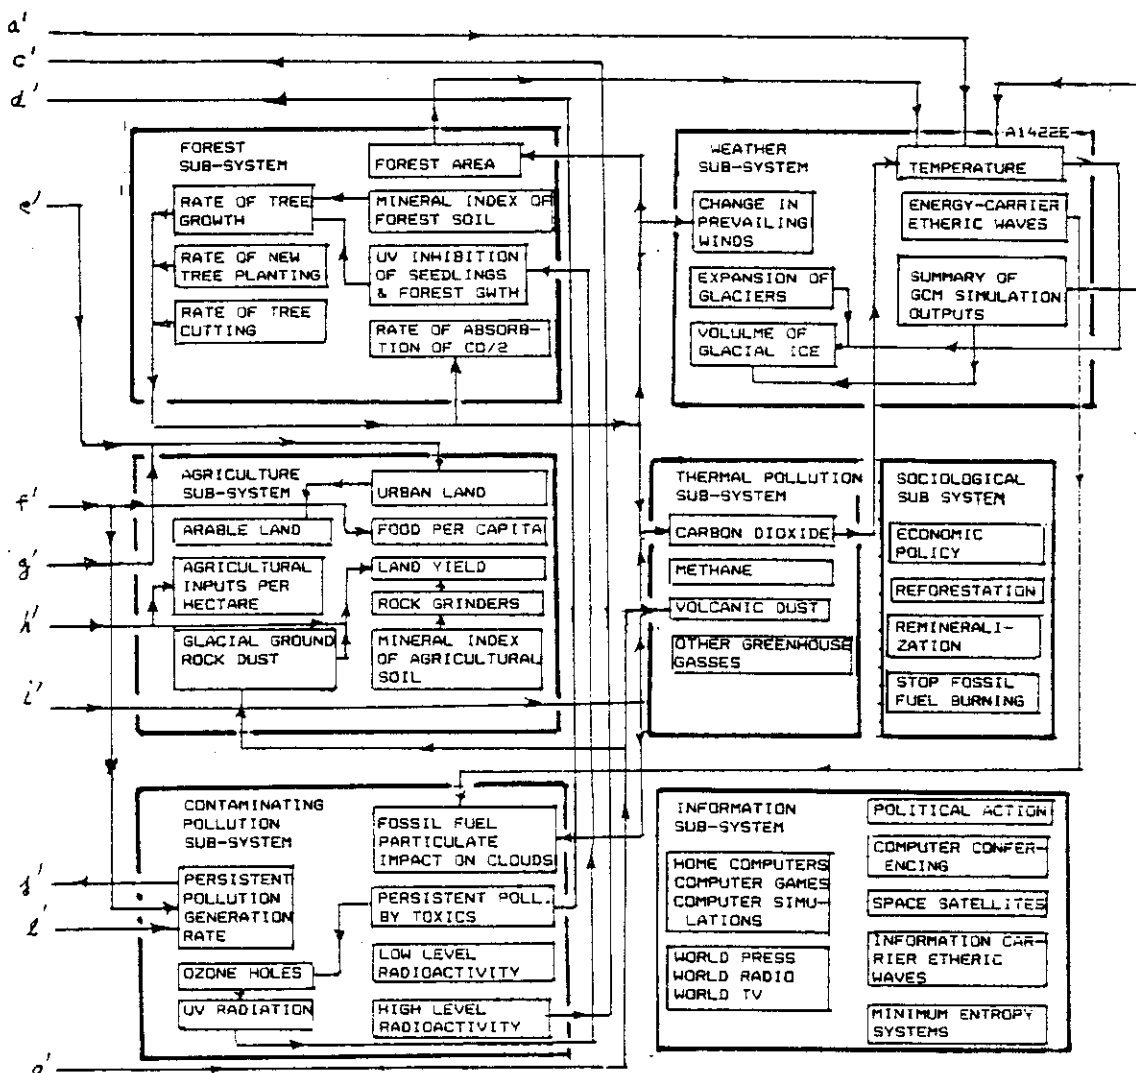 a'
c'
d'
e'
f'
g'
h'
i'
j'
l'
o'
FOREST
SUB-SYSTEM
FOREST AREA
RATE OF TREE
GROWTH
MINERAL INDEX OF
FOREST SOIL
RATE OF NEW
TREE PLANTING
UV INHIBITION
OF SEEDLINGS
& FOREST GWTH
RATE OF TREE
CUTTING
RATE OF ABSORB-
TION OF CO/2
A1422E
WEATHER
SUB-SYSTEM
TEMPERATURE
CHANGE IN
PREVAILING
WINDS
ENERGY-CARRIER
ETHERIC WAVES
EXPANSION OF
GLACIERS
SUMMARY OF
GCM SIMULATION
OUTPUTS
VOLULME OF
GLACIAL ICE
AGRICULTURE
SUB-SYSTEM
URBAN LAND
ARABLE LAND
FOOD PER CAPITA
AGRICULTURAL
INPUTS PER
HECTARE
LAND YIELD
ROCK GRINDERS
GLACIAL GROUND
ROCK DUST
MINERAL INDEX
OF AGRICULTURAL
SOIL
THERMAL POLLUTION
SUB-SYSTEM
CARBON DIOXIDE
METHANE
VOLCANIC DUST
OTHER GREENHOUSE
GASSES
SOCIOLOGICAL
SUB SYSTEM
ECONOMIC
POLICY
REFORESTATION
REMINERALI-
ZATION
STOP FOSSIL
FUEL BURNING
CONTAMINATING
POLLUTION
SUB-SYSTEM
FOSSIL FUEL
PARTICULATE
IMPACT ON CLOUDS
PERSISTENT
POLLUTION
GENERATION
RATE
PERSISTENT POLL.
BY TOXICS
OZONE HOLES
LOW LEVEL
RADIOACTIVITY
UV RADIATION
HIGH LEVEL
RADIOACTIVITY
INFORMATION
SUB-SYSTEM
POLITICAL ACTION
HOME COMPUTERS
COMPUTER GAMES
COMPUTER SIMU-
LATIONS
COMPUTER CONFER-
ENCING
SPACE SATELLITES
WORLD PRESS
WORLD RADIO
WORLD TV
INFORMATION CAR-
RIER ETHERIC
WAVES
MINIMUM ENTROPY
SYSTEMS